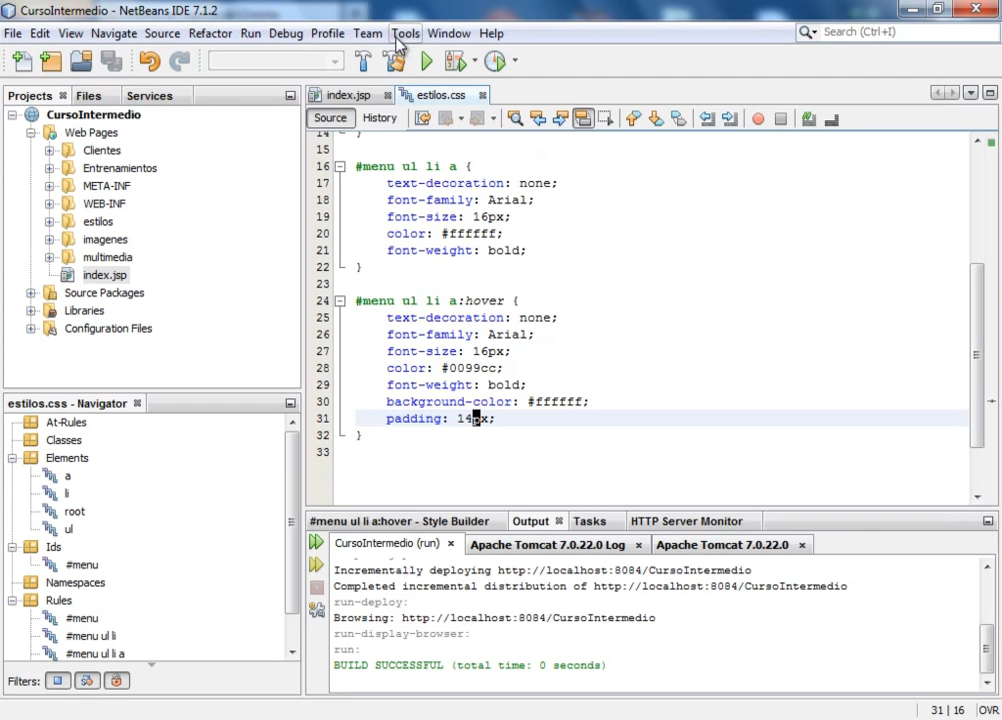 CursoIntermedio - NetBeans IDE 7.1.2
File Edit View Navigate Source Refactor Run Debug Profile Team Tools Window Help
Search (Ctrl+I)
Projects Files Services
index.jsp estilos.css
Source History
CursoIntermedio
Web Pages
Clientes
Entrenamientos
META-INF
WEB-INF
estilos
imagenes
multimedia
index.jsp
Source Packages
Libraries
Configuration Files
14 }
15
16 #menu ul li a {
17 text-decoration: none;
18 font-family: Arial;
19 font-size: 16px;
20 color: #ffffff;
21 font-weight: bold;
22 }
23
24 #menu ul li a:hover {
25 text-decoration: none;
26 font-family: Arial;
27 font-size: 16px;
28 color: #0099cc;
29 font-weight: bold;
30 background-color: #ffffff;
31 padding: 14px;
32 }
33
estilos.css - Navigator
At-Rules
Classes
Elements
a
li
root
ul
Ids
#menu
Namespaces
Rules
#menu
#menu ul li
#menu ul li a
Filters:
#menu ul li a:hover - Style Builder Output Tasks HTTP Server Monitor
CursoIntermedio (run) Apache Tomcat 7.0.22.0 Log Apache Tomcat 7.0.22.0
Incrementally deploying http://localhost:8084/CursoIntermedio
Completed incremental distribution of http://localhost:8084/CursoIntermedio
run-deploy:
Browsing: http://localhost:8084/CursoIntermedio
run-display-browser:
run:
BUILD SUCCESSFUL (total time: 0 seconds)
31 | 16 OVR